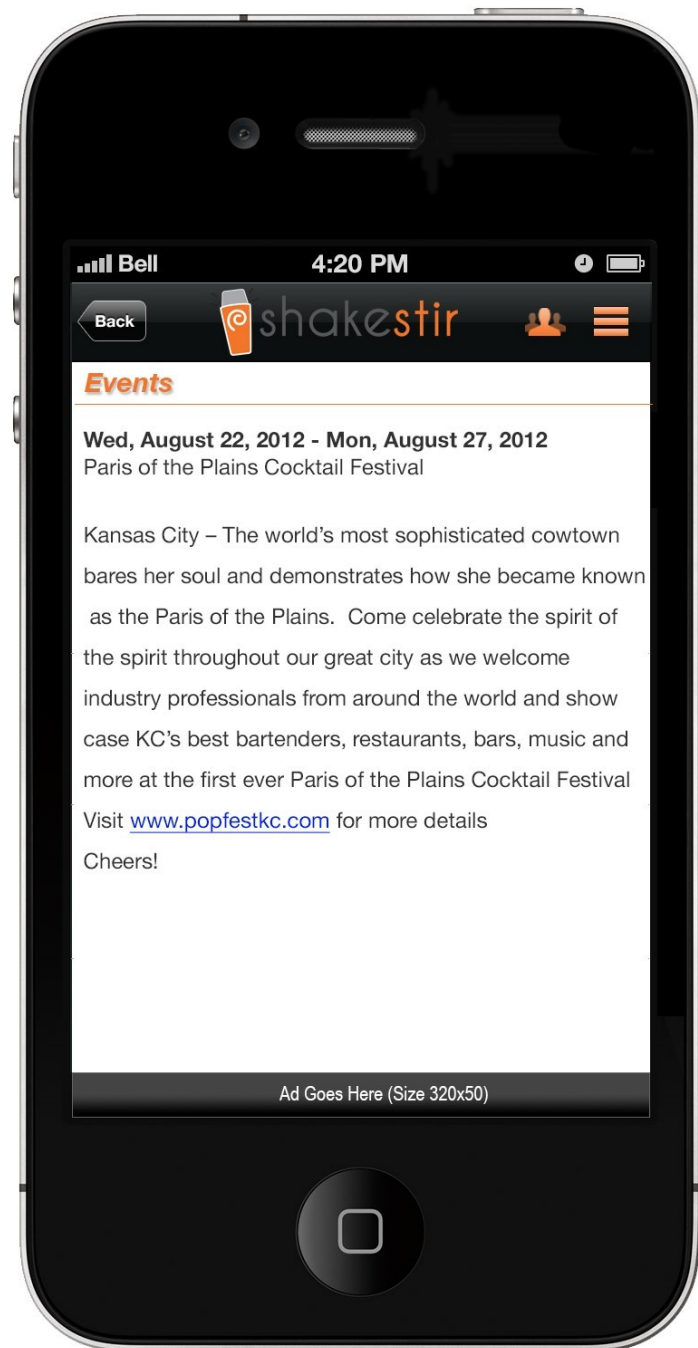 Bell 4:20 PM
Back shakestir
Events
Wed, August 22, 2012 - Mon, August 27, 2012
Paris of the Plains Cocktail Festival
Kansas City – The world’s most sophisticated cowtown
bares her soul and demonstrates how she became known
as the Paris of the Plains.  Come celebrate the spirit of
the spirit throughout our great city as we welcome
industry professionals from around the world and show
case KC’s best bartenders, restaurants, bars, music and
more at the first ever Paris of the Plains Cocktail Festival
Visit www.popfestkc.com for more details
Cheers!
Ad Goes Here (Size 320x50)